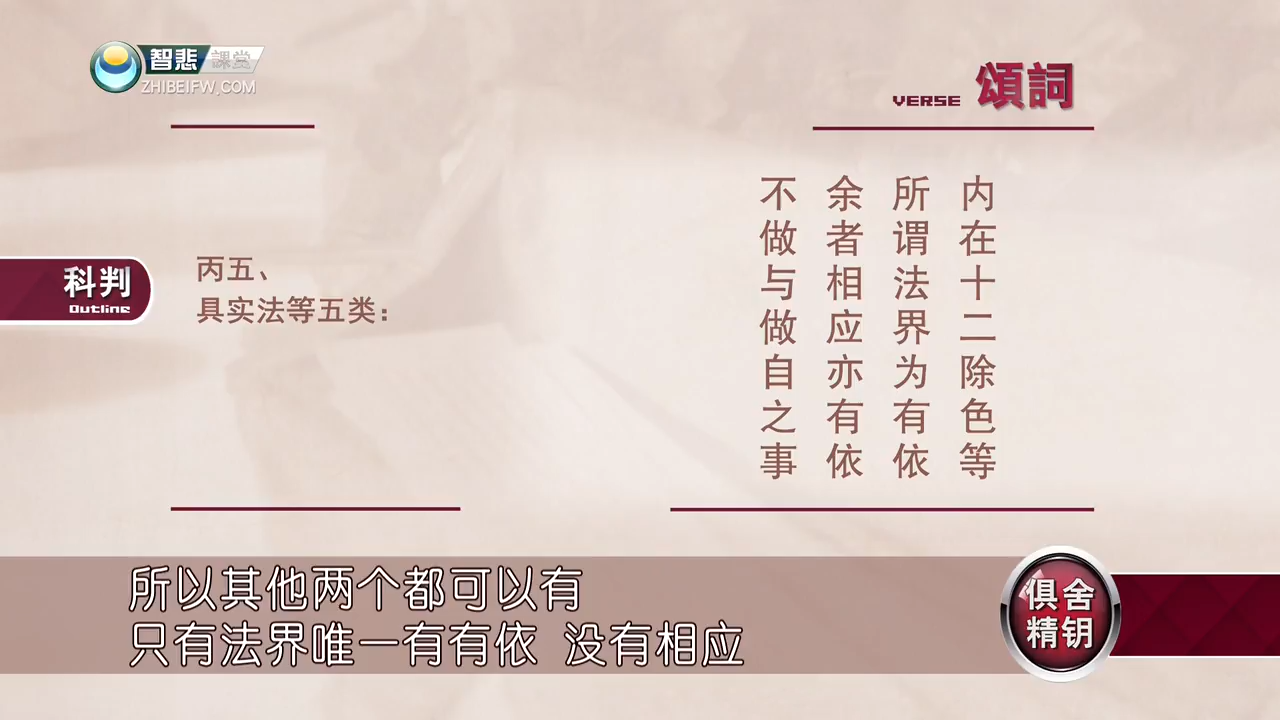 智悲課赏
ZHIBEIFW.COM
VERSE 頌詞
内在十二除色等
所谓法界为有依
余者相应亦有依
不做与做自之事
科判
Outline
丙五、
具实法等五类：
所以其他两个都可以有
只有法界唯一有有依 没有相应
俱舍
精钥